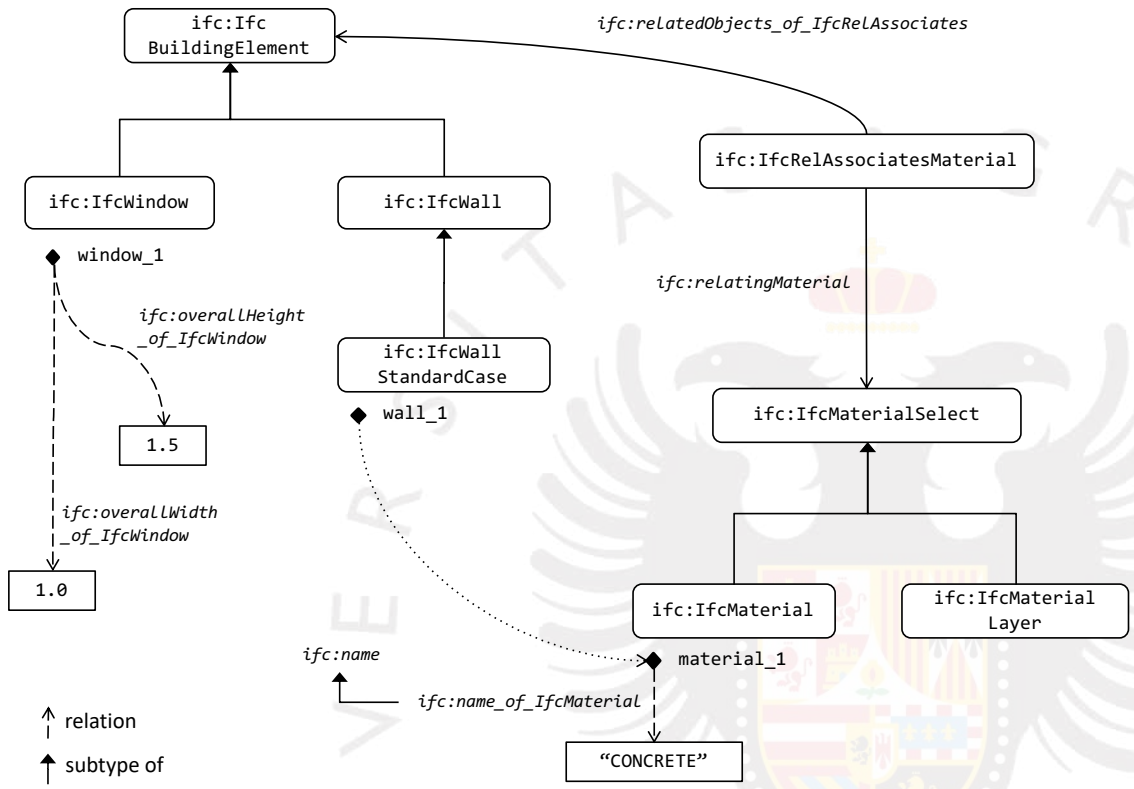 ifc:Ifc
BuildingElement
ifc:relatedObjects_of_IfcRelAssociates
ifc:IfcRelAssociatesMaterial
ifc:IfcWindow
ifc:IfcWall
window_1
ifc:overallHeight
_of_IfcWindow
ifc:relatingMaterial
ifc:IfcWall
StandardCase
wall_1
ifc:IfcMaterialSelect
1.5
ifc:overallWidth
_of_IfcWindow
1.0
ifc:IfcMaterial
ifc:IfcMaterial
Layer
ifc:name
material_1
ifc:name_of_IfcMaterial
relation
subtype of
“CONCRETE”
VERSITAS GR